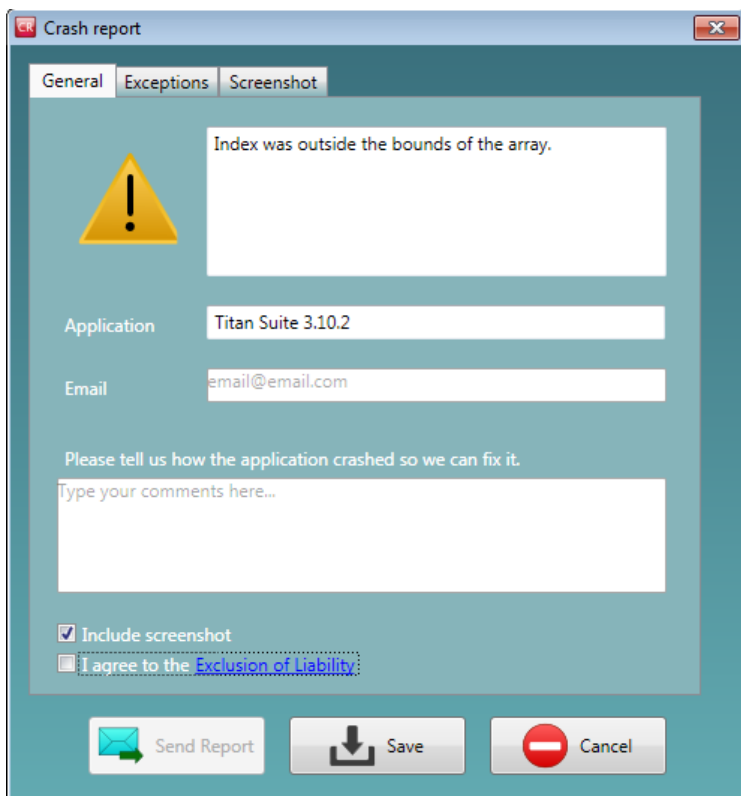 CR Crash report
General Exceptions Screenshot
Index was outside the bounds of the array.
Application Titan Suite 3.10.2
Email email@email.com
Please tell us how the application crashed so we can fix it.
Type your comments here...
Include screenshot
I agree to the Exclusion of Liability
Send Report Save Cancel